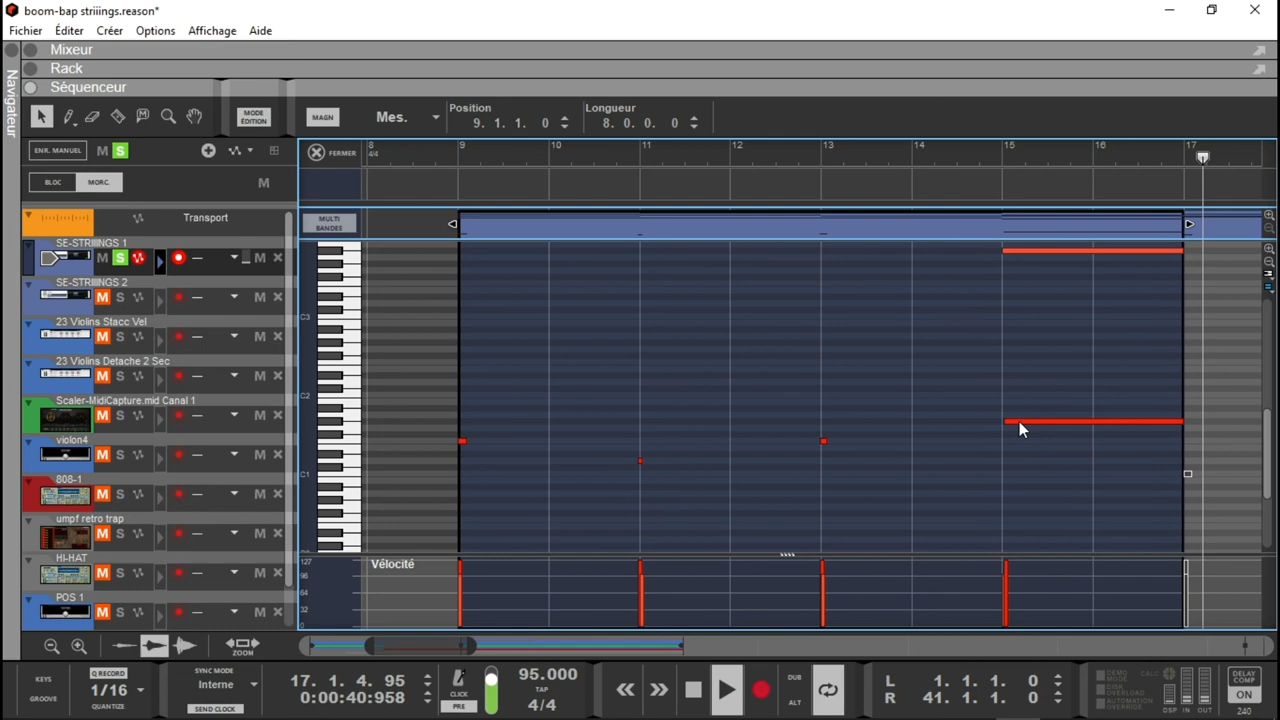 boom-bap striiings.reason*
Fichier Éditer Créer Options Affichage Aide
Mixeur
Rack
Séquenceur
Navigateur
MODE ÉDITION
MAGN
Mes.
Position
9. 1. 1. 0
Longueur
8. 0. 0. 0
ENR. MANUEL
M S
FERMER
8 9 10 11 12 13 14 15 16 17
4/4
BLOC MORC.
M
Transport
MULTI BANDES
SE-STRIIIINGS 1
M S M
SE-STRIIIINGS 2
M S M
C3
23 Violins Stacc Vel
M S M
23 Violins Detache 2 Sec
M S M
C2
Scaler-MidiCapture.mid Canal 1
M S M
violon4
M S M
C1
808-1
M S M
umpf retro trap
M S M
HI-HAT
M S M
POS 1
M S M
Vélocité
127
96
64
32
0
ZOOM
KEYS
GROOVE
Q RECORD
1/16
QUANTIZE
SYNC MODE
Interne
SEND CLOCK
17. 1. 4. 95
0:00:40:958
CLICK
PRE
95.000
TAP
4/4
DUB
ALT
L 1. 1. 1. 0
R 41. 1. 1. 0
DEMO MODE
DISK OVERLOAD
AUTOMATION OVERRIDE
CALC
DSP IN OUT
DELAY COMP
ON
240